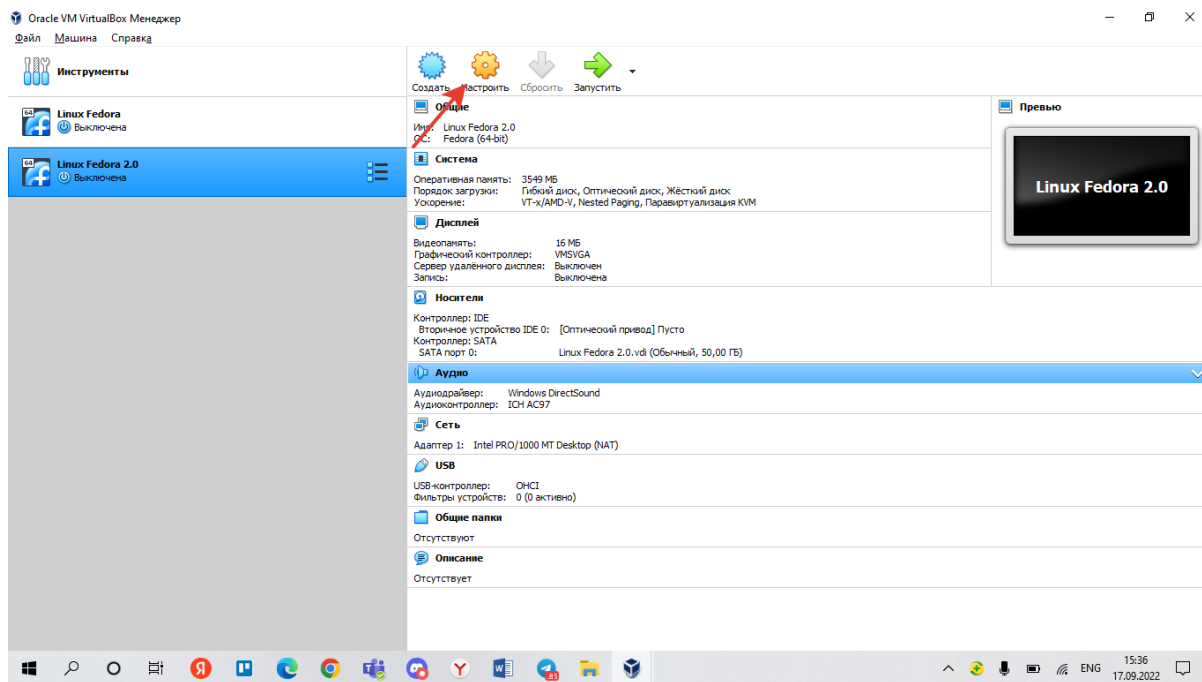 Oracle VM VirtualBox Менеджер
Файл Машина Справка
Инструменты
Создать Настроить Сбросить Запустить
64
Linux Fedora
Выключена
64
Linux Fedora 2.0
Выключена
Общие
Имя: Linux Fedora 2.0
ОС: Fedora (64-bit)
Система
Оперативная память: 3549 МБ
Порядок загрузки: Гибкий диск, Оптический диск, Жёсткий диск
Ускорение: VT-x/AMD-V, Nested Paging, Паравиртуализация KVM
Дисплей
Видеопамять: 16 МБ
Графический контроллер: VMSVGA
Сервер удалённого дисплея: Выключен
Запись: Выключена
Превью
Linux Fedora 2.0
Носители
Контроллер: IDE
Вторичное устройство IDE 0: [Оптический привод] Пусто
Контроллер: SATA
SATA порт 0: Linux Fedora 2.0.vdi (Обычный, 50,00 ГБ)
Аудио
Аудиодрайвер: Windows DirectSound
Аудиоконтроллер: ICH AC97
Сеть
Адаптер 1: Intel PRO/1000 MT Desktop (NAT)
USB
USB-контроллер: OHCI
Фильтры устройств: 0 (0 активно)
Общие папки
Отсутствуют
Описание
Отсутствует
ENG
15:36
17.09.2022